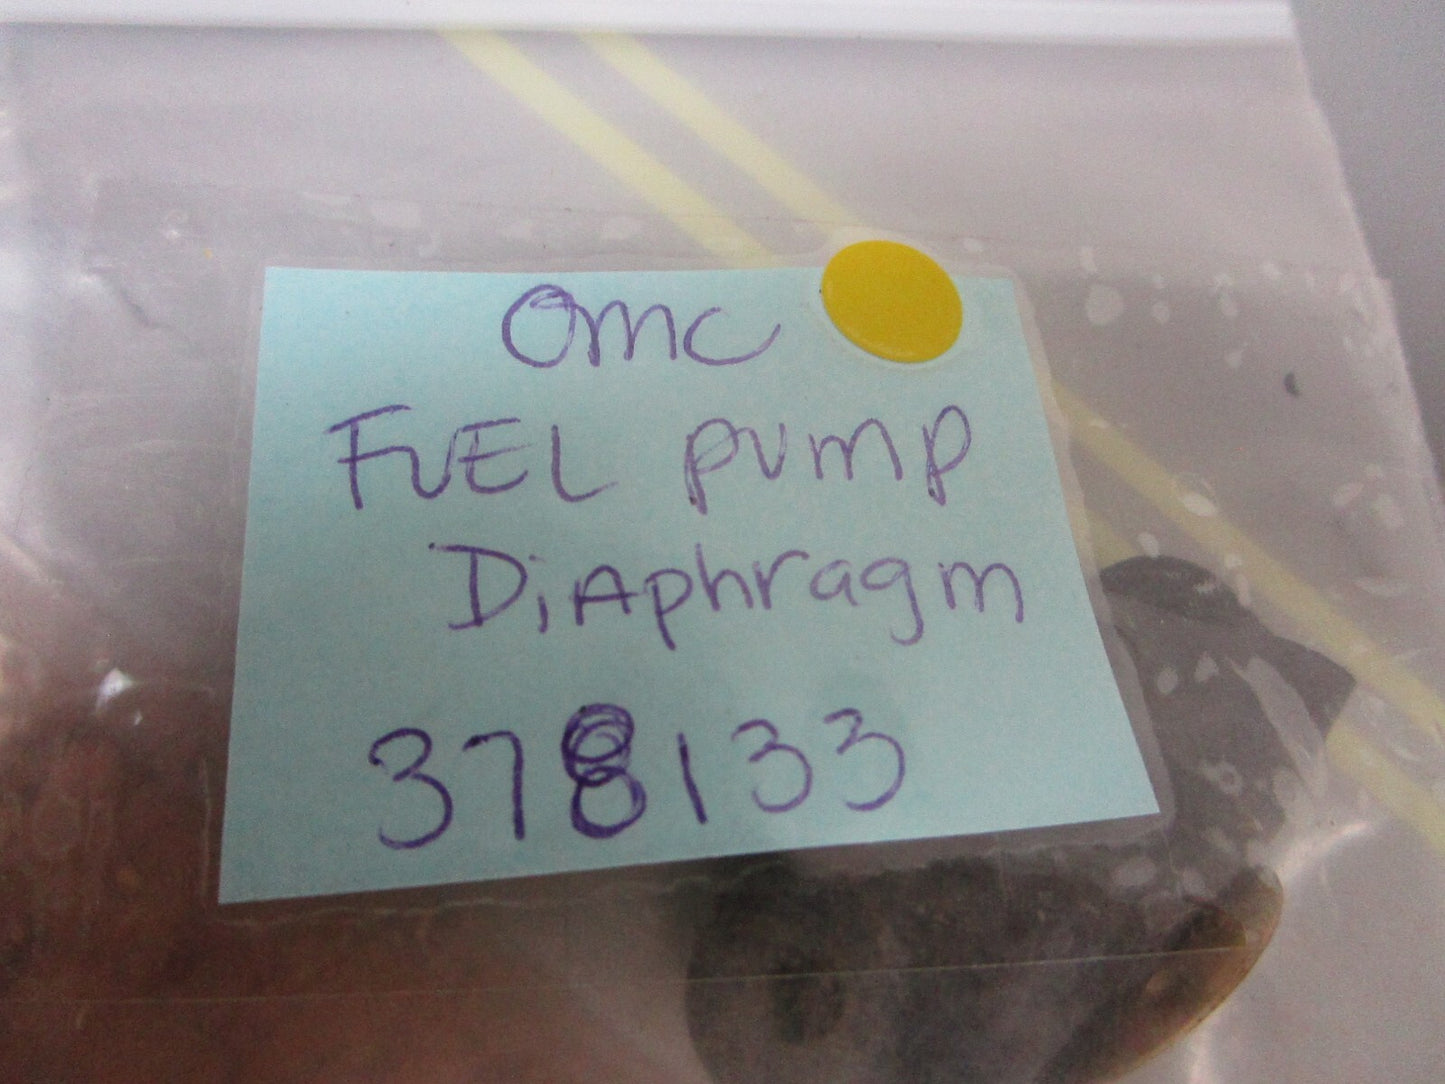 OMC
FUEL PUMP
DiAphragm
378133